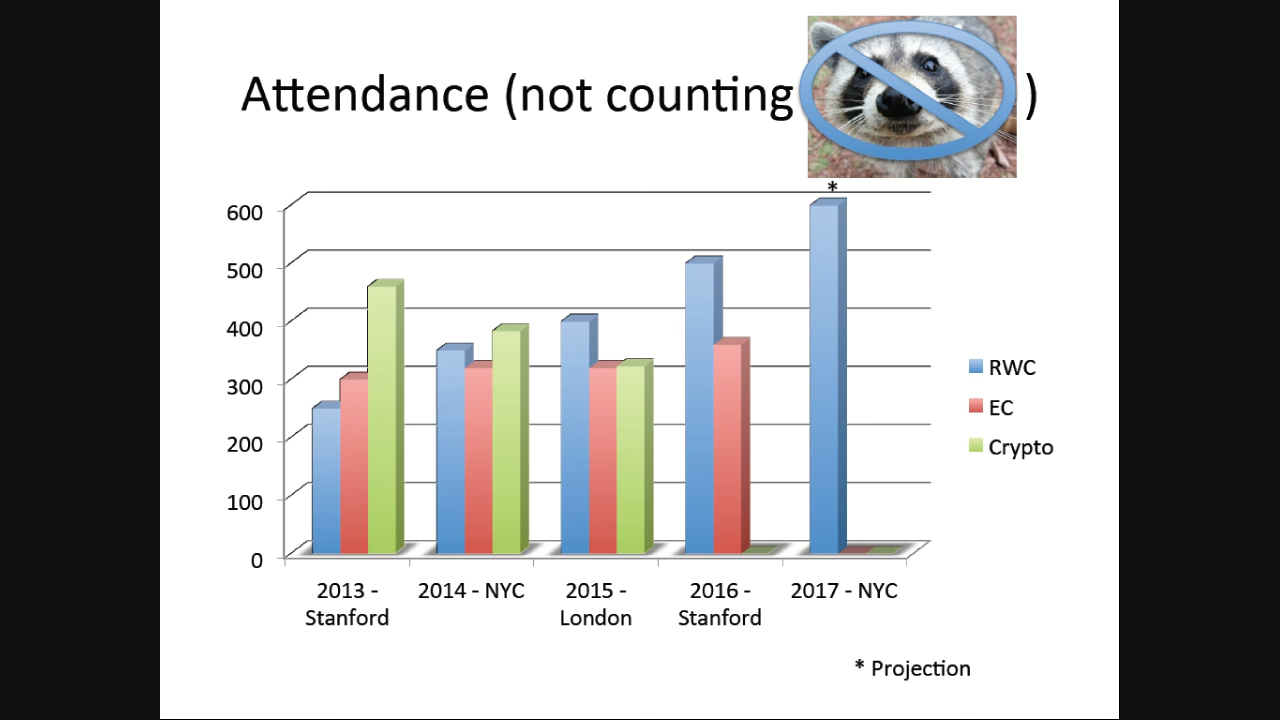 Attendance (not counting )
*
600
500
400
300
200
100
0
RWC
EC
Crypto
2013 -
Stanford
2014 - NYC
2015 -
London
2016 -
Stanford
2017 - NYC
* Projection